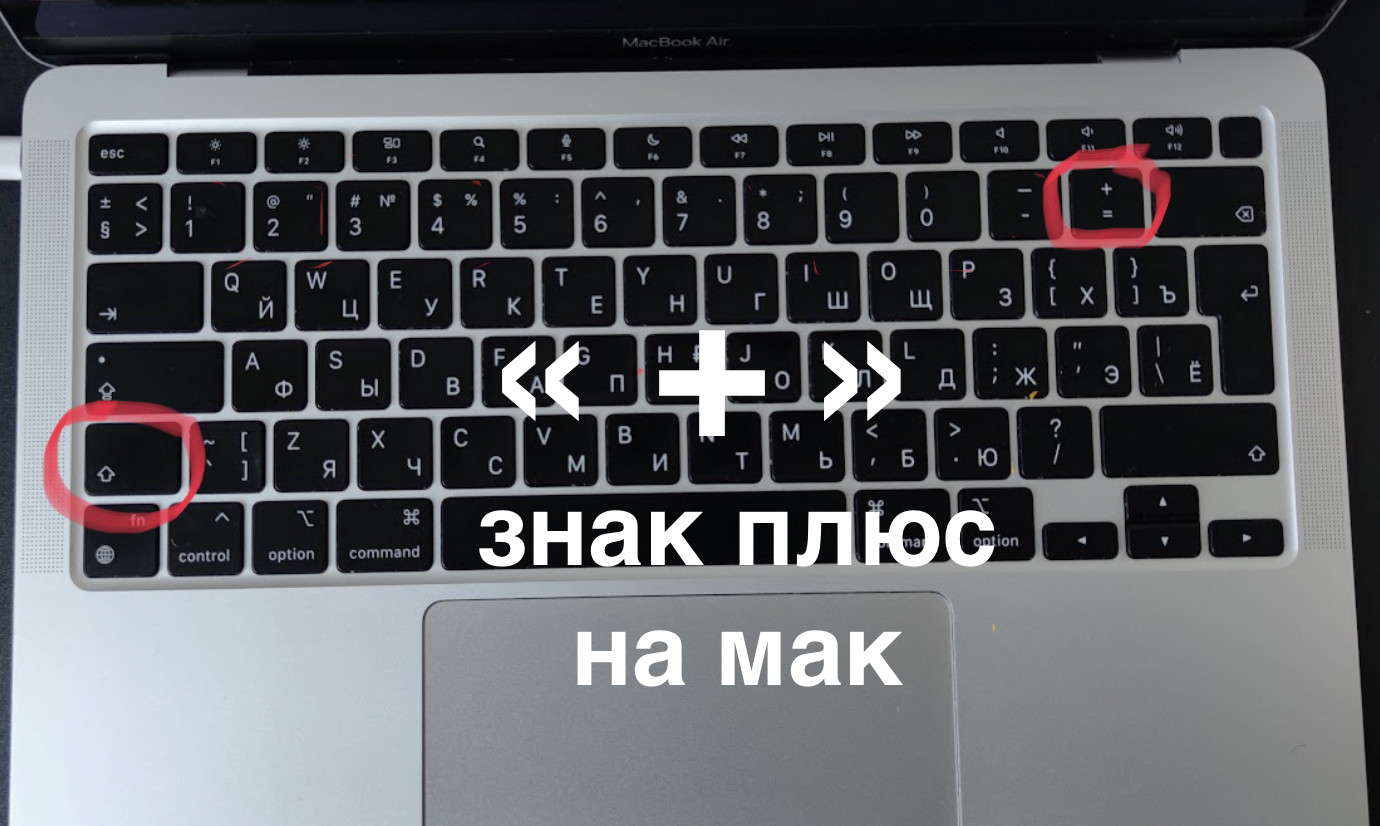 MacBook Air
esc F1 F2 F3 F4 F5 F6 F7 F8 F9 F10 F11 F12
± < ! @ " # № $ % % : ^ , & . * ; ( ) — +
§ > 1 2 3 4 5 6 7 8 9 0 - =
Q W E R T Y U I O P { }
Й Ц У К Е Н Г Ш Щ З [ Х ] Ъ
A S D F G H J L : " |
Ф Ы В А П О Л Д ; Ж ' Э \ Ё
« + »
~ [ Z X C V B N M < > ?
` ] Я Ч С М И Т Ь , Б . Ю /
fn ^ ⌥ ⌘ ⌘ ⌥
control option command option
знак плюс
на мак